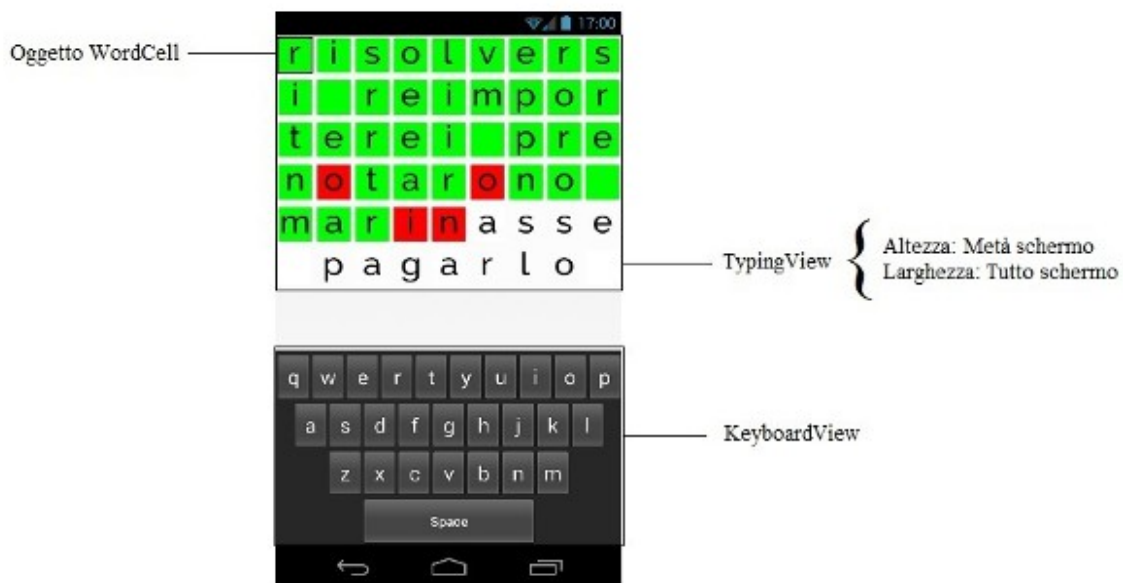 17:00
Oggetto WordCell
r i s o l v e r s
i r e i m p o r
t e r e i p r e
n o t a r o n o
m a r i n a s s e
p a g a r l o
TypingView { Altezza: Metà schermo
Larghezza: Tutto schermo
q w e r t y u i o p
a s d f g h j k l
KeyboardView
z x c v b n m
Space